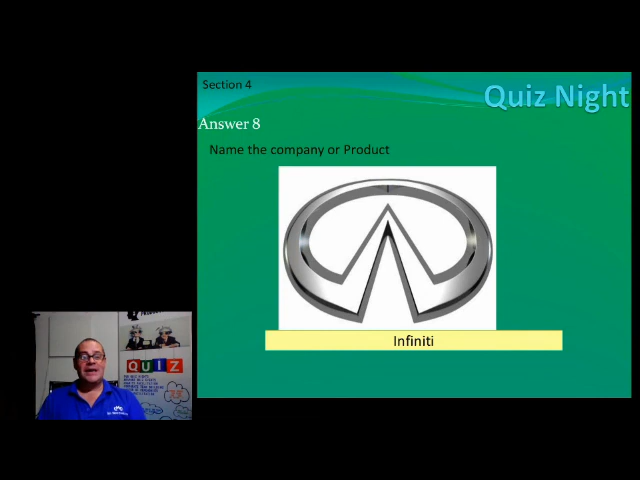 Section 4
Quiz Night
Answer 8
Name the company or Product
Infiniti
QUIZ